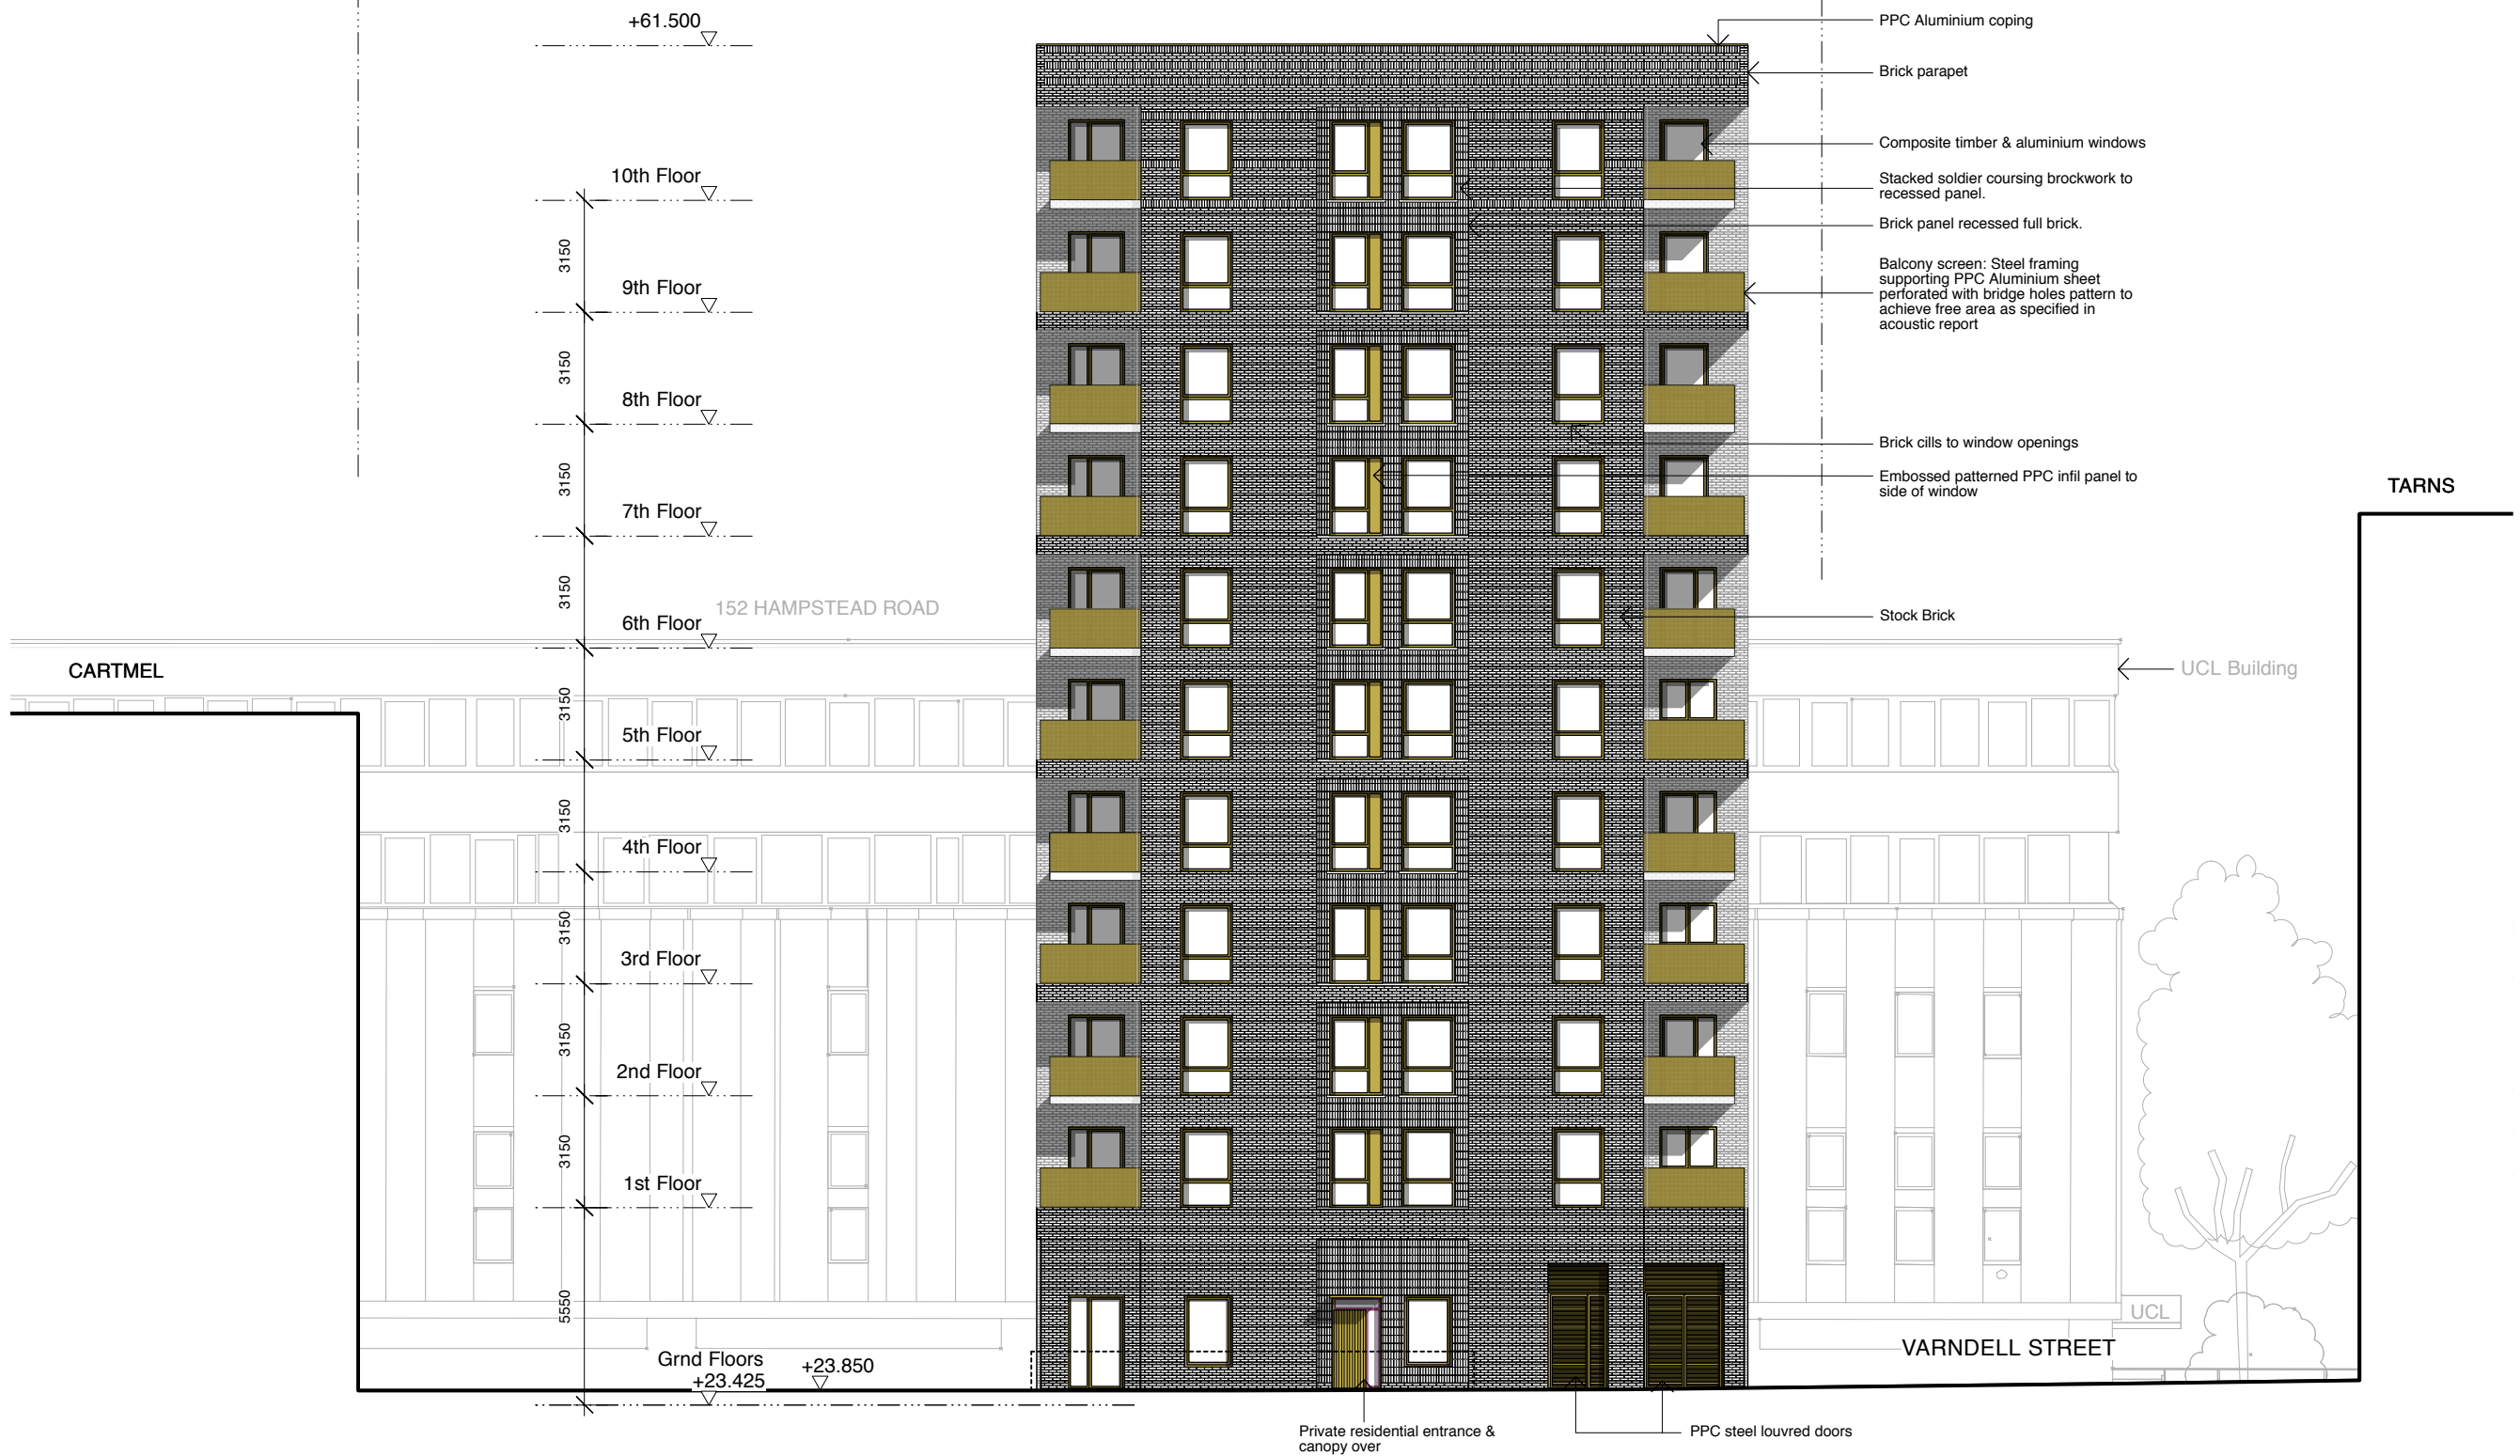 +61.500
PPC Aluminium coping
Brick parapet
Composite timber & aluminium windows
Stacked soldier coursing brockwork to
recessed panel.
Brick panel recessed full brick.
Balcony screen: Steel framing
supporting PPC Aluminium sheet
perforated with bridge holes pattern to
achieve free area as specified in
acoustic report
Brick cills to window openings
Embossed patterned PPC infil panel to
side of window
Stock Brick
10th Floor
3150
9th Floor
3150
8th Floor
3150
7th Floor
3150
6th Floor
3150
5th Floor
3150
4th Floor
3150
3rd Floor
3150
2nd Floor
3150
1st Floor
5550
Grnd Floors
+23.425
+23.850
152 HAMPSTEAD ROAD
CARTMEL
TARNS
UCL Building
UCL
VARNDELL STREET
Private residential entrance &
canopy over
PPC steel louvred doors